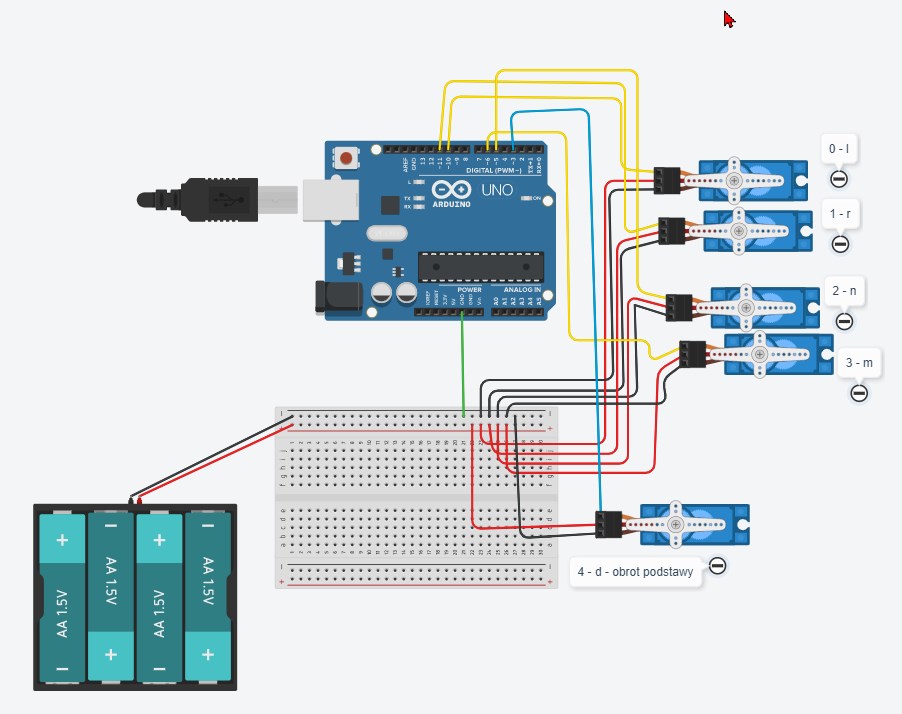 0 - l
1 - r
2 - n
3 - m
4 - d - obrot podstawy
AREF
GND
13
12
~11
~10
~9
8
7
~6
~5
4
~3
2
TX→1
RX←0
DIGITAL (PWM~)
L
TX
RX
UNO
ARDUINO
ON
POWER
ANALOG IN
IOREF
RESET
3.3V
5V
GND
GND
Vin
A0
A1
A2
A3
A4
A5
AA 1.5V
AA 1.5V
AA 1.5V
AA 1.5V